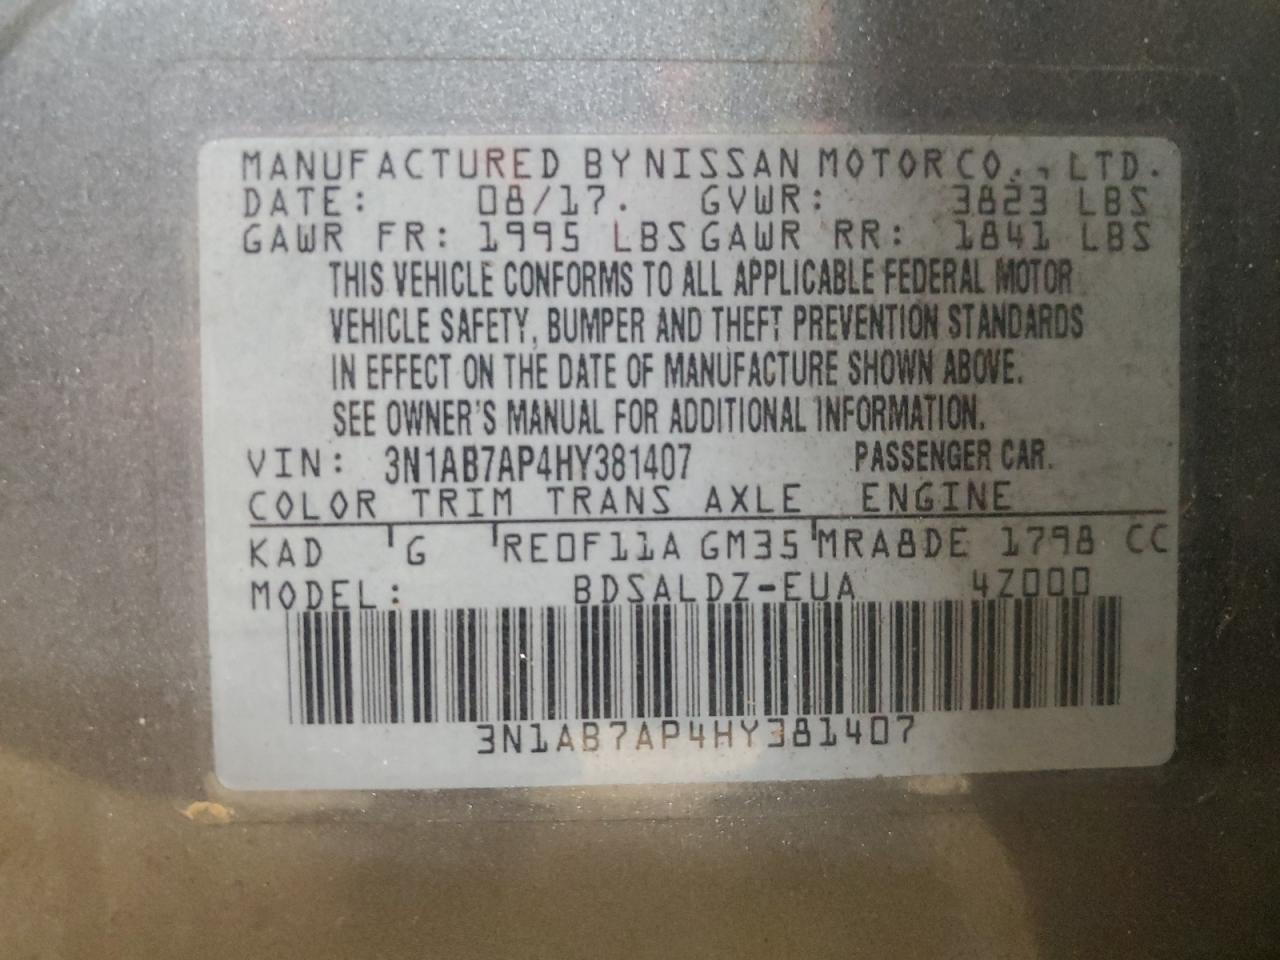 MANUFACTURED BY NISSAN MOTOR CO., LTD.
DATE: 08/17. GVWR: 3823 LBS
GAWR FR: 1995 LBS GAWR RR: 1841 LBS
THIS VEHICLE CONFORMS TO ALL APPLICABLE FEDERAL MOTOR
VEHICLE SAFETY, BUMPER AND THEFT PREVENTION STANDARDS
IN EFFECT ON THE DATE OF MANUFACTURE SHOWN ABOVE.
SEE OWNER'S MANUAL FOR ADDITIONAL INFORMATION.
VIN: 3N1AB7AP4HY381407 PASSENGER CAR.
COLOR TRIM TRANS AXLE ENGINE
KAD G RE0F11A GM35 MRA8DE 1798 CC
MODEL: BDSALDZ-EUA 4Z000
3N1AB7AP4HY381407